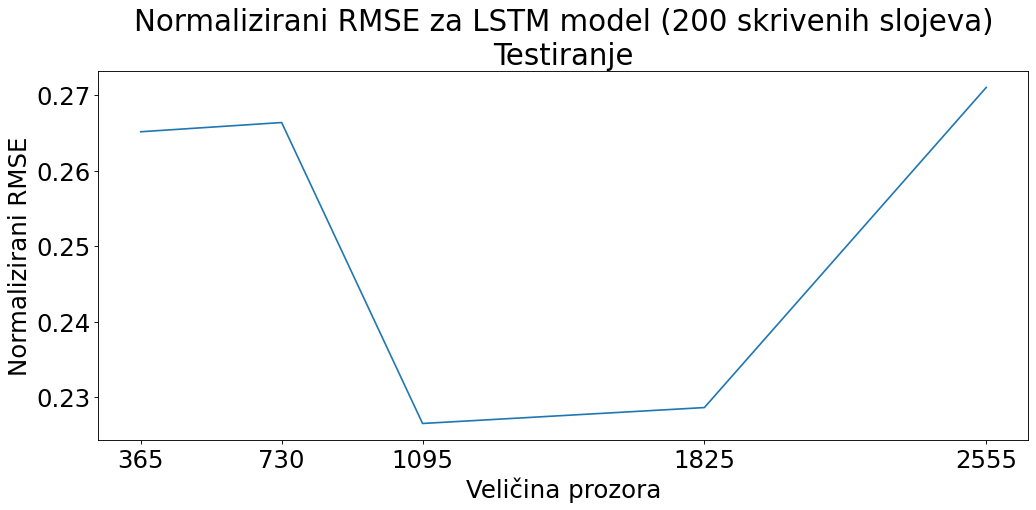 Normalizirani RMSE za LSTM model (200 skrivenih slojeva)
Testiranje
Normalizirani RMSE
0.27
0.26
0.25
0.24
0.23
365 730 1095 1825 2555
Veličina prozora